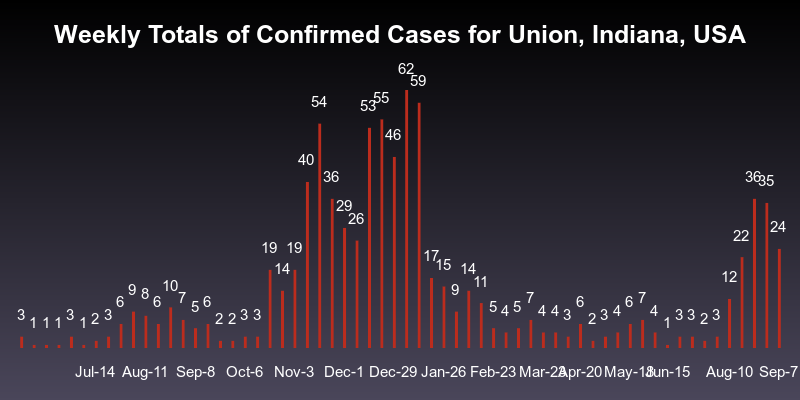 Weekly Totals of Confirmed Cases for Union, Indiana, USA
3 1 1 1 3 1 2 3 6 9 8 6 10 7 5 6 2 2 3 3 19 14 19 40 54 36 29 26 53 55 46 62 59 17 15 9 14 11 5 4 5 7 4 4 3 6 2 3 4 6 7 4 1 3 3 2 3 12 22 36 35 24
Jul-14 Aug-11 Sep-8 Oct-6 Nov-3 Dec-1 Dec-29 Jan-26 Feb-23 Mar-23 Apr-20 May-18 Jun-15 Aug-10 Sep-7